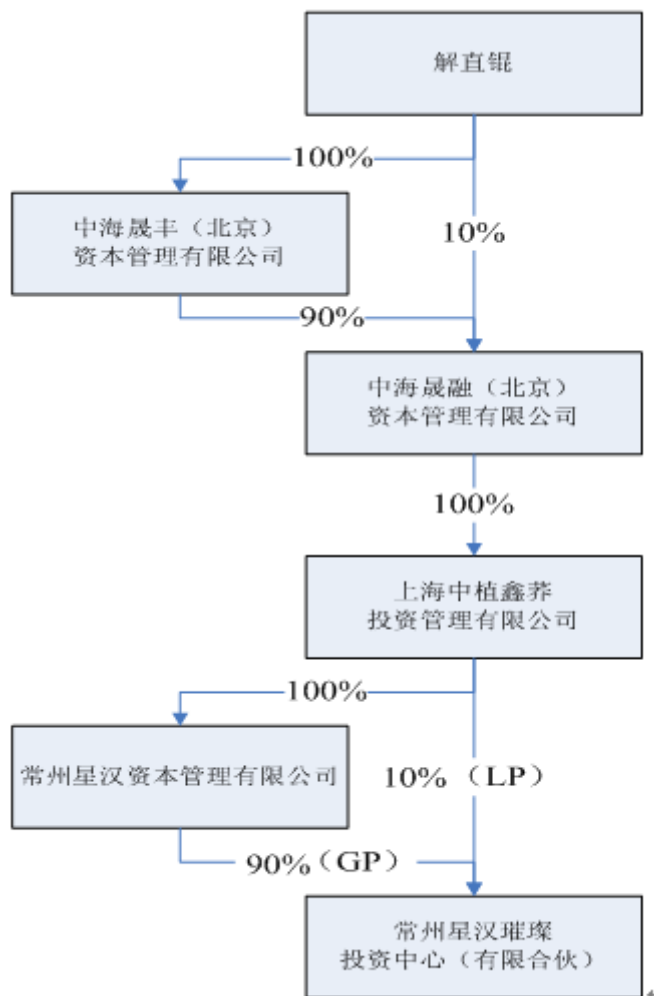 解直锟
100%
中海晟丰（北京）
资本管理有限公司
10%
90%
中海晟融（北京）
资本管理有限公司
100%
上海中植鑫荞
投资管理有限公司
100%
常州星汉资本管理有限公司
10%（LP）
90%（GP）
常州星汉璀璨
投资中心（有限合伙）